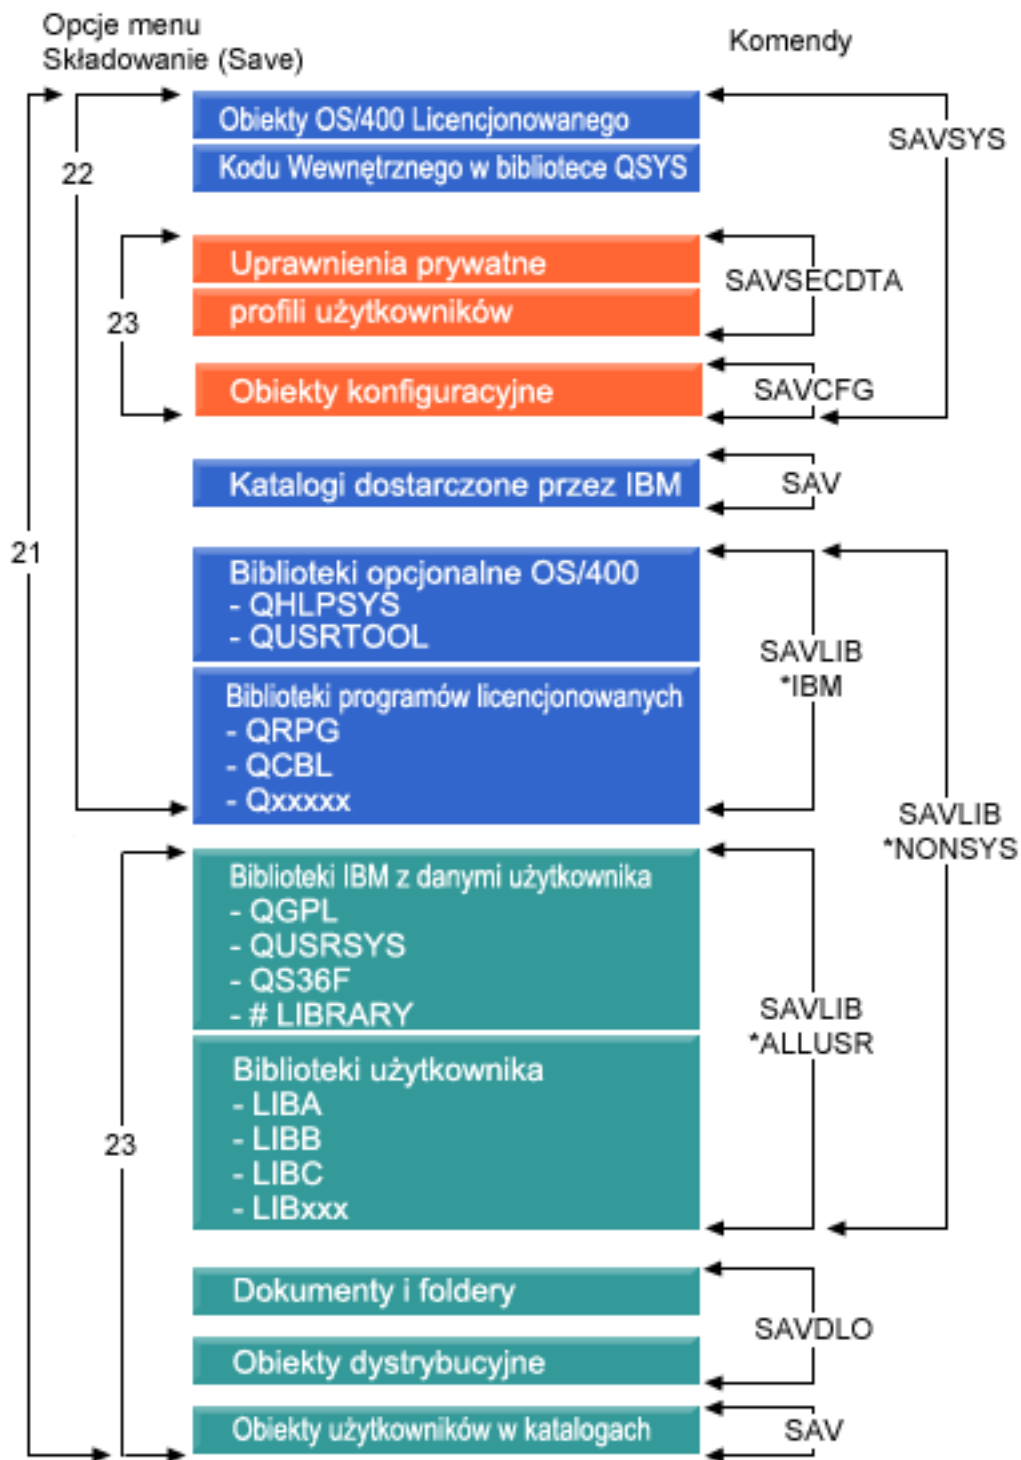 Opcje menu
Składowanie (Save)
Komendy
Obiekty OS/400 Licencjonowanego
Kodu Wewnętrznego w bibliotece QSYS
SAVSYS
22
Uprawnienia prywatne
profili użytkowników
SAVSECDTA
23
Obiekty konfiguracyjne
SAVCFG
Katalogi dostarczone przez IBM
SAV
21
Biblioteki opcjonalne OS/400
- QHLPSYS
- QUSRTOOL
SAVLIB
*IBM
Biblioteki programów licencjonowanych
- QRPG
- QCBL
- Qxxxxx
SAVLIB
*NONSYS
Biblioteki IBM z danymi użytkownika
- QGPL
- QUSRSYS
- QS36F
- # LIBRARY
SAVLIB
*ALLUSR
Biblioteki użytkownika
- LIBA
- LIBB
- LIBC
- LIBxxx
23
Dokumenty i foldery
SAVDLO
Obiekty dystrybucyjne
Obiekty użytkowników w katalogach
SAV